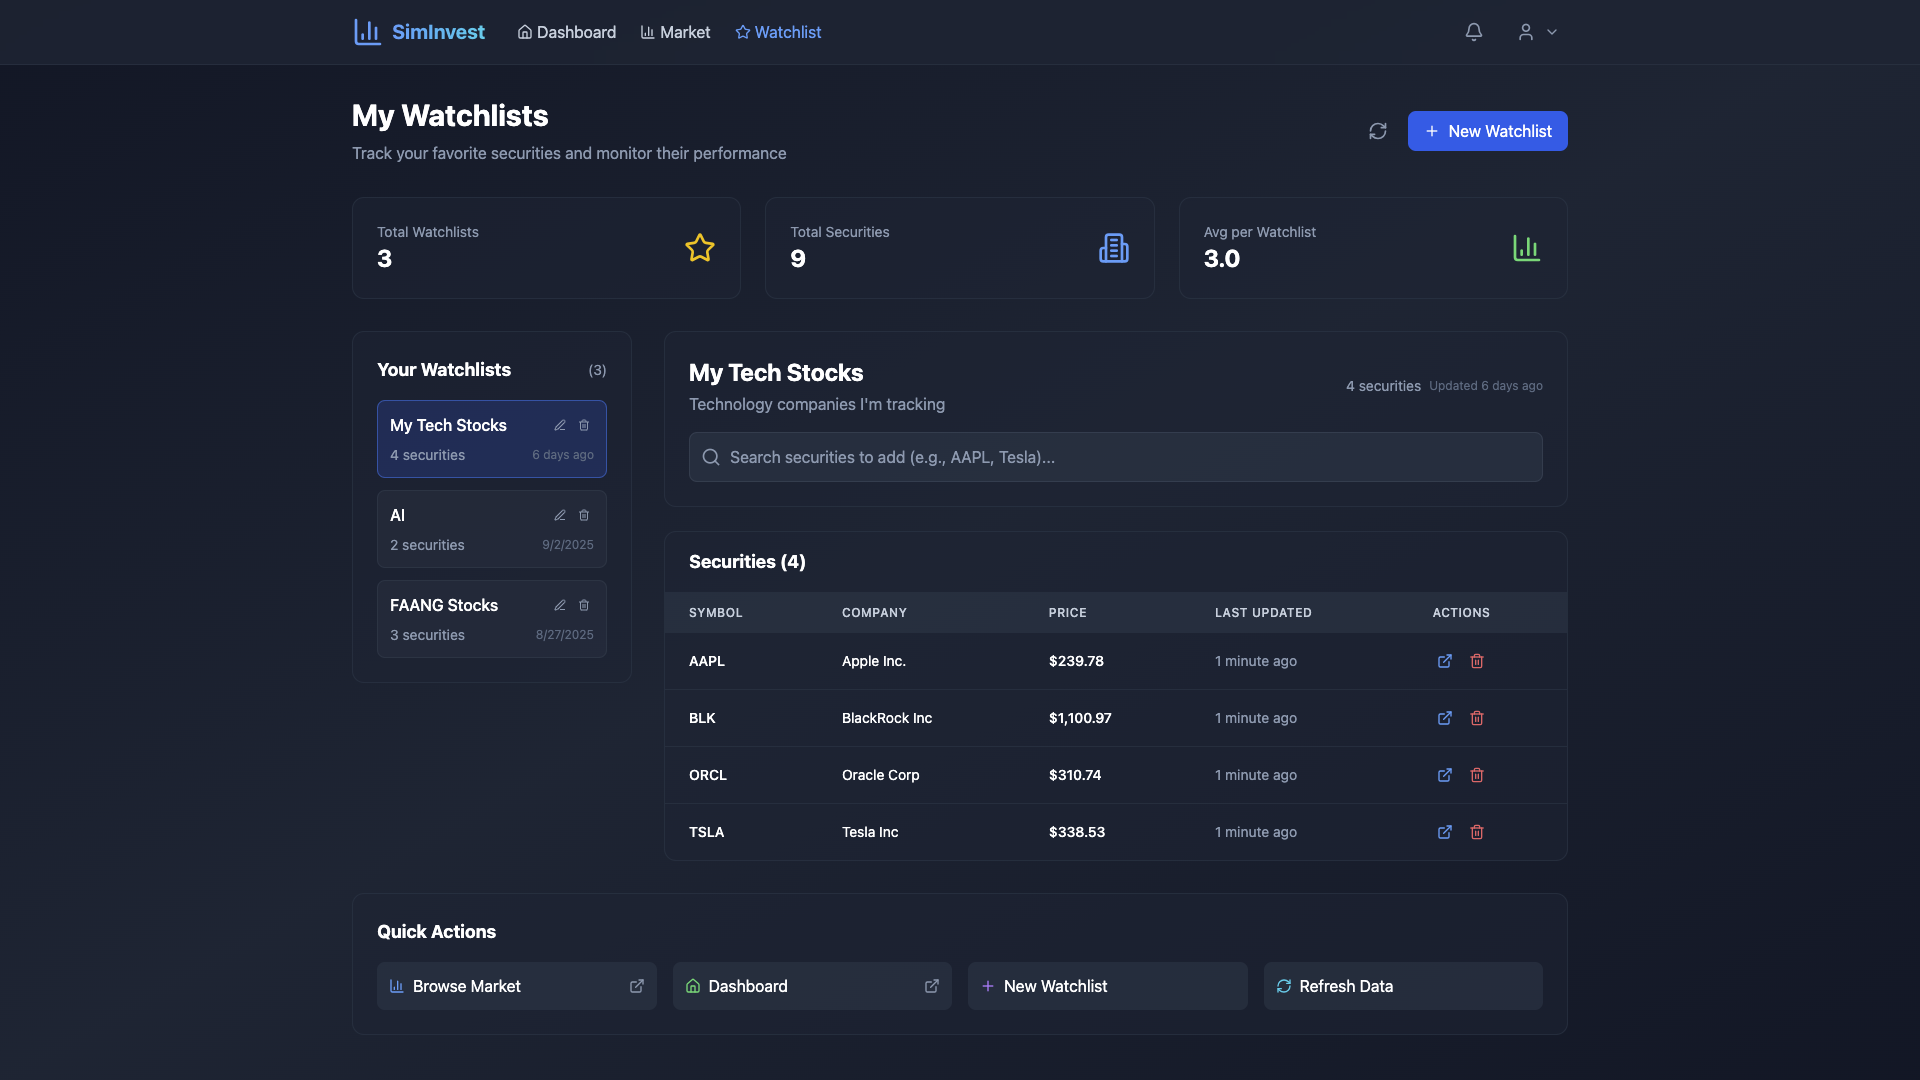 SimInvest
Dashboard
Market
Watchlist
My Watchlists
Track your favorite securities and monitor their performance
New Watchlist
Total Watchlists
3
Total Securities
9
Avg per Watchlist
3.0
Your Watchlists
(3)
My Tech Stocks
4 securities
6 days ago
AI
2 securities
9/2/2025
FAANG Stocks
3 securities
8/27/2025
My Tech Stocks
Technology companies I'm tracking
4 securities Updated 6 days ago
Search securities to add (e.g., AAPL, Tesla)...
Securities (4)
SYMBOL COMPANY PRICE LAST UPDATED ACTIONS
AAPL Apple Inc. $239.78 1 minute ago
BLK BlackRock Inc $1,100.97 1 minute ago
ORCL Oracle Corp $310.74 1 minute ago
TSLA Tesla Inc $338.53 1 minute ago
Quick Actions
Browse Market
Dashboard
New Watchlist
Refresh Data